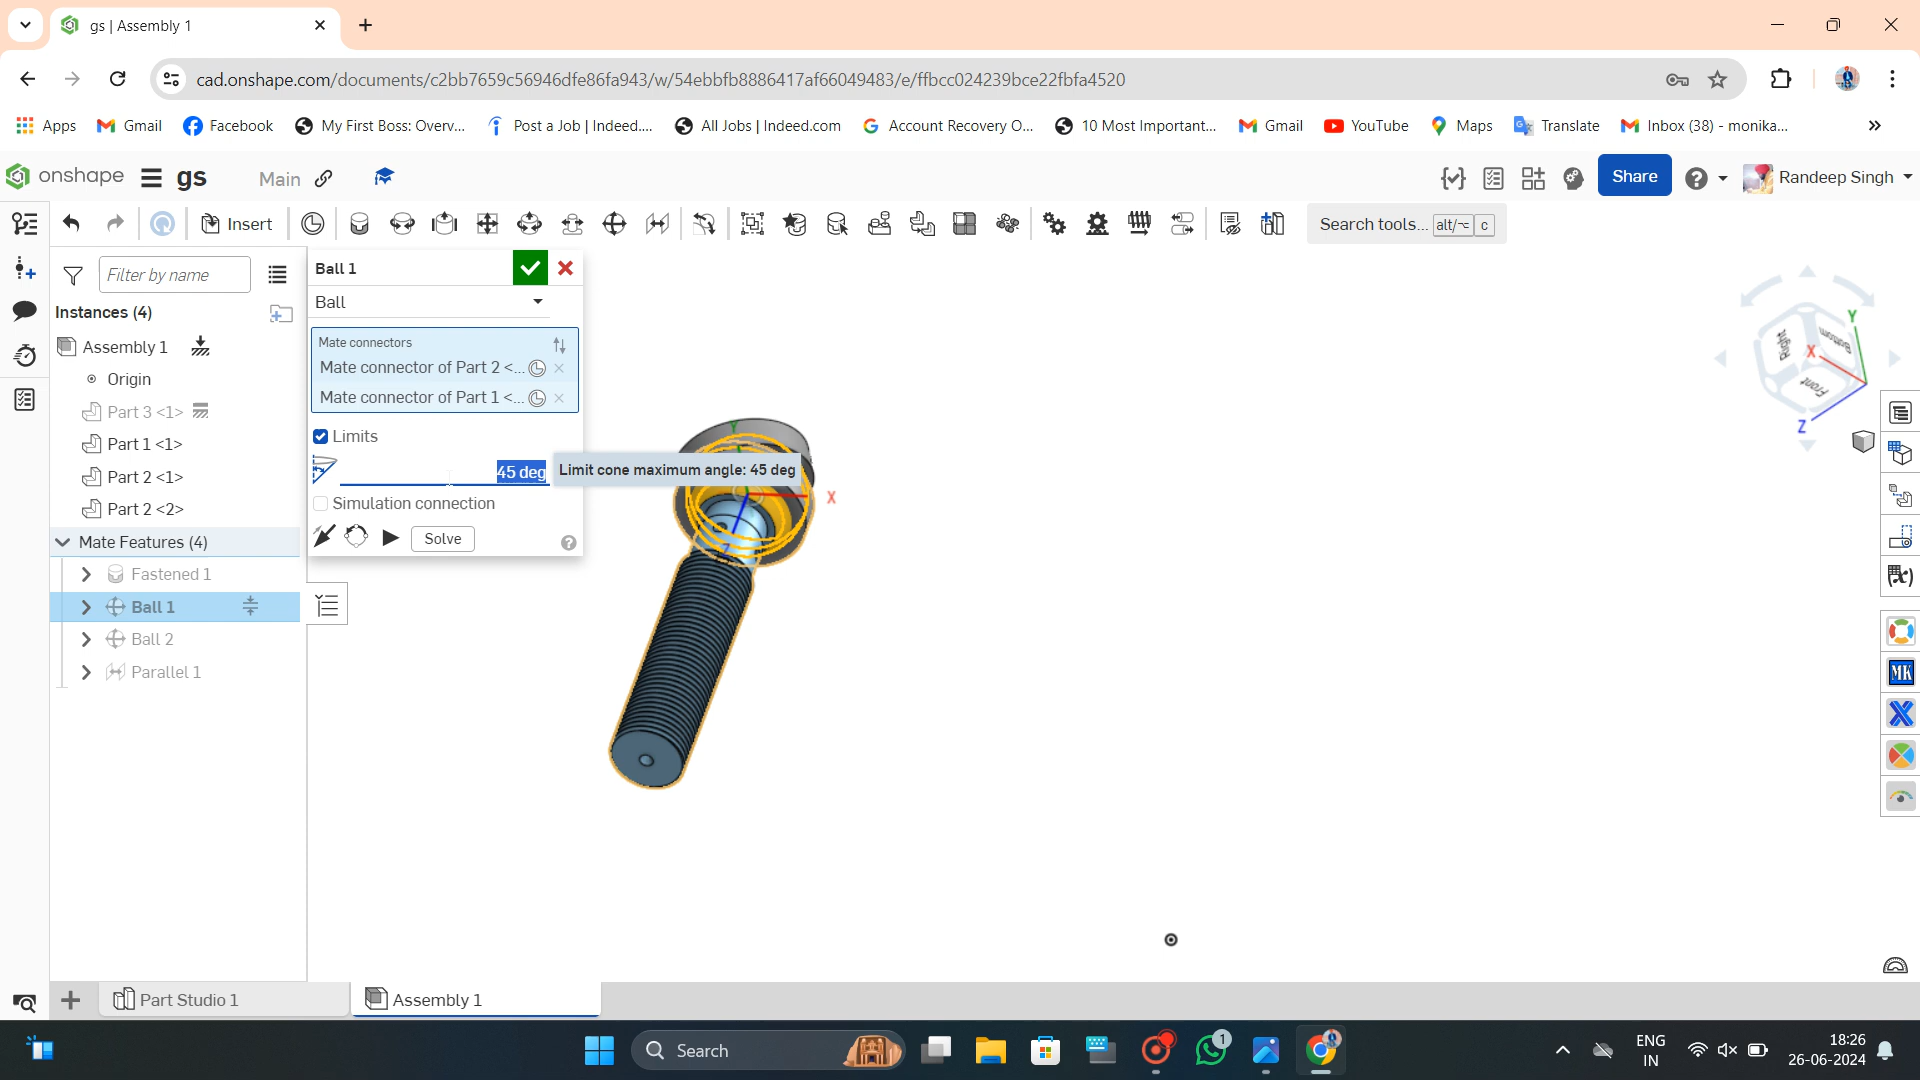 gs | Assembly 1
cad.onshape.com/documents/c2bb7659c56946dfe86fa943/w/54ebbfb8886417af66049483/e/ffbcc024239bce22fbfa4520
Apps Gmail Facebook My First Boss: Overv... Post a Job | Indeed.... All Jobs | Indeed.com Account Recovery O... 10 Most Important... Gmail YouTube Maps Translate Inbox (38) - monika...
onshape gs Main Share Randeep Singh
Insert Search tools... alt/⌥ c
Filter by name
Instances (4)
Assembly 1
Origin
Part 3 <1>
Part 1 <1>
Part 2 <1>
Part 2 <2>
Mate Features (4)
Fastened 1
Ball 1
Ball 2
Parallel 1
Ball 1
Ball
Mate connectors
Mate connector of Part 2 <...
Mate connector of Part 1 <...
Limits
45 deg
Limit cone maximum angle: 45 deg
Simulation connection
Solve
Y
X
Z
Y
X
Z
Right
Bottom
Front
MK
(x)
Part Studio 1
Assembly 1
Search
1
ENG
IN
18:26
26-06-2024